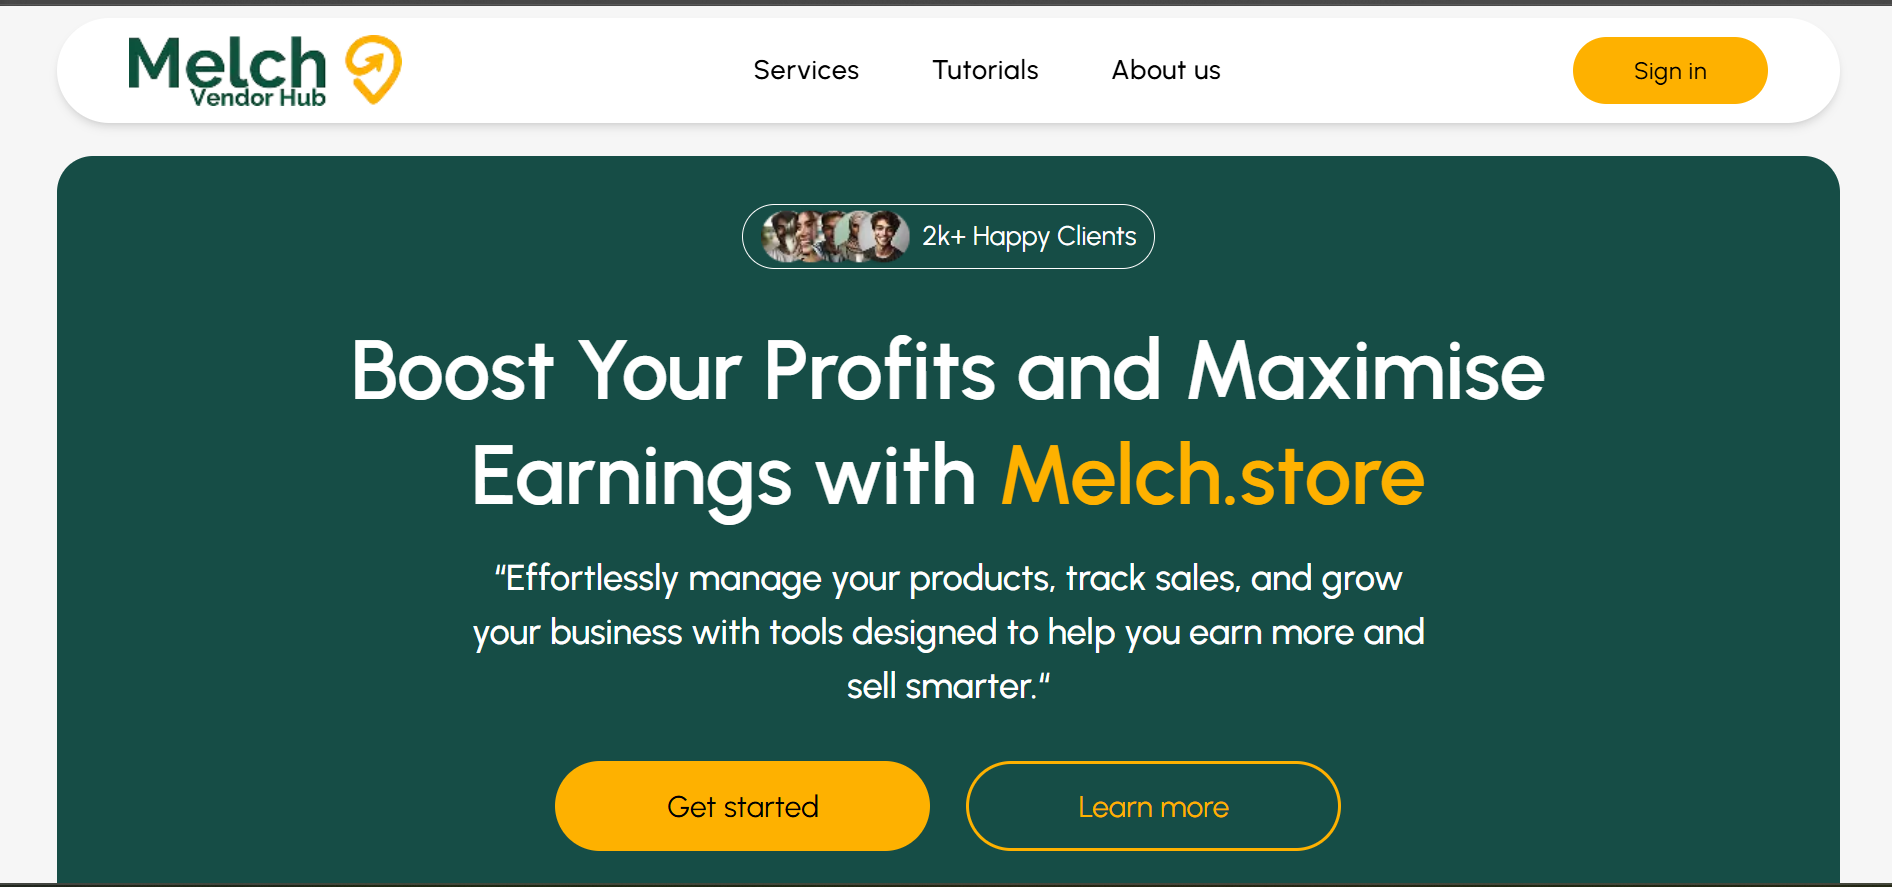 Melch
Vendor Hub
Services
Tutorials
About us
Sign in
2k+ Happy Clients
Boost Your Profits and Maximise
Earnings with Melch.store
“Effortlessly manage your products, track sales, and grow
your business with tools designed to help you earn more and
sell smarter.“
Get started
Learn more